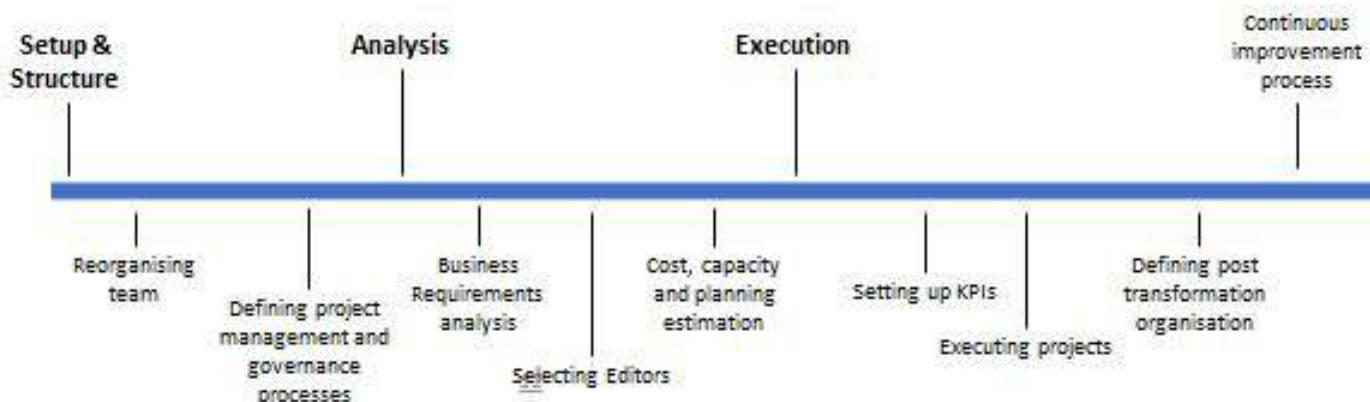 Setup &
Structure
Analysis
Execution
Continuous
improvement
process
Reorganising
team
Defining project
management and
governance
processes
Business
Requirements
analysis
Selecting Editors
Cost, capacity
and planning
estimation
Setting up KPIs
Executing projects
Defining post
transformation
organisation